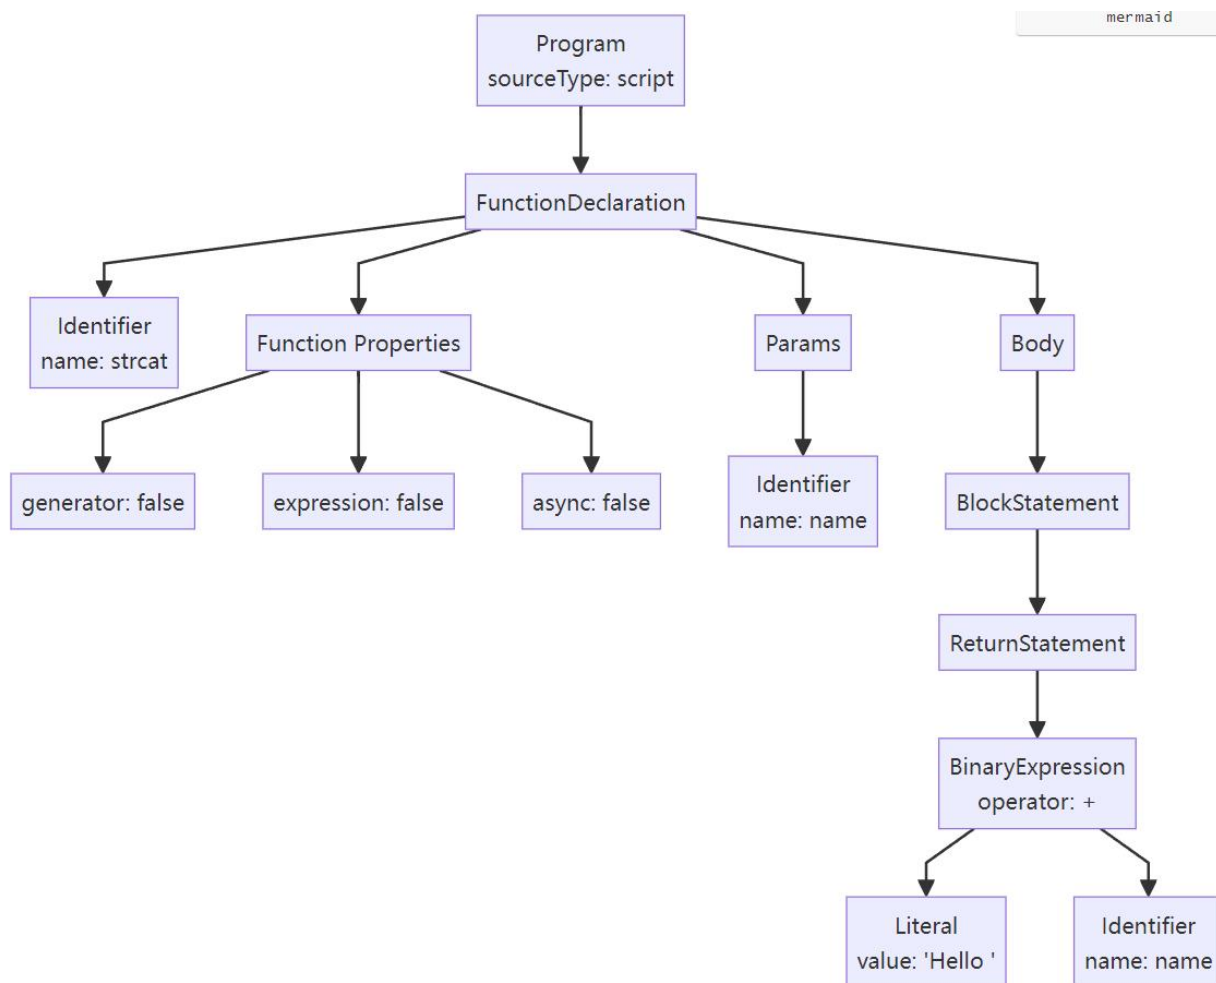 mermaid
Program
sourceType: script
FunctionDeclaration
Identifier
name: strcat
Function Properties
Params
Body
generator: false
expression: false
async: false
Identifier
name: name
BlockStatement
ReturnStatement
BinaryExpression
operator: +
Literal
value: 'Hello '
Identifier
name: name